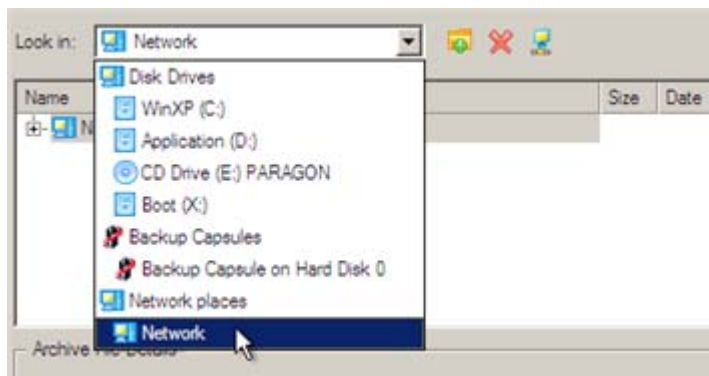 Look in: Network
Disk Drives
Name Size Date
WinXP (C:)
N
Application (D:)
CD Drive (E:) PARAGON
Boot (X:)
Backup Capsules
Backup Capsule on Hard Disk 0
Network places
Network
Archive